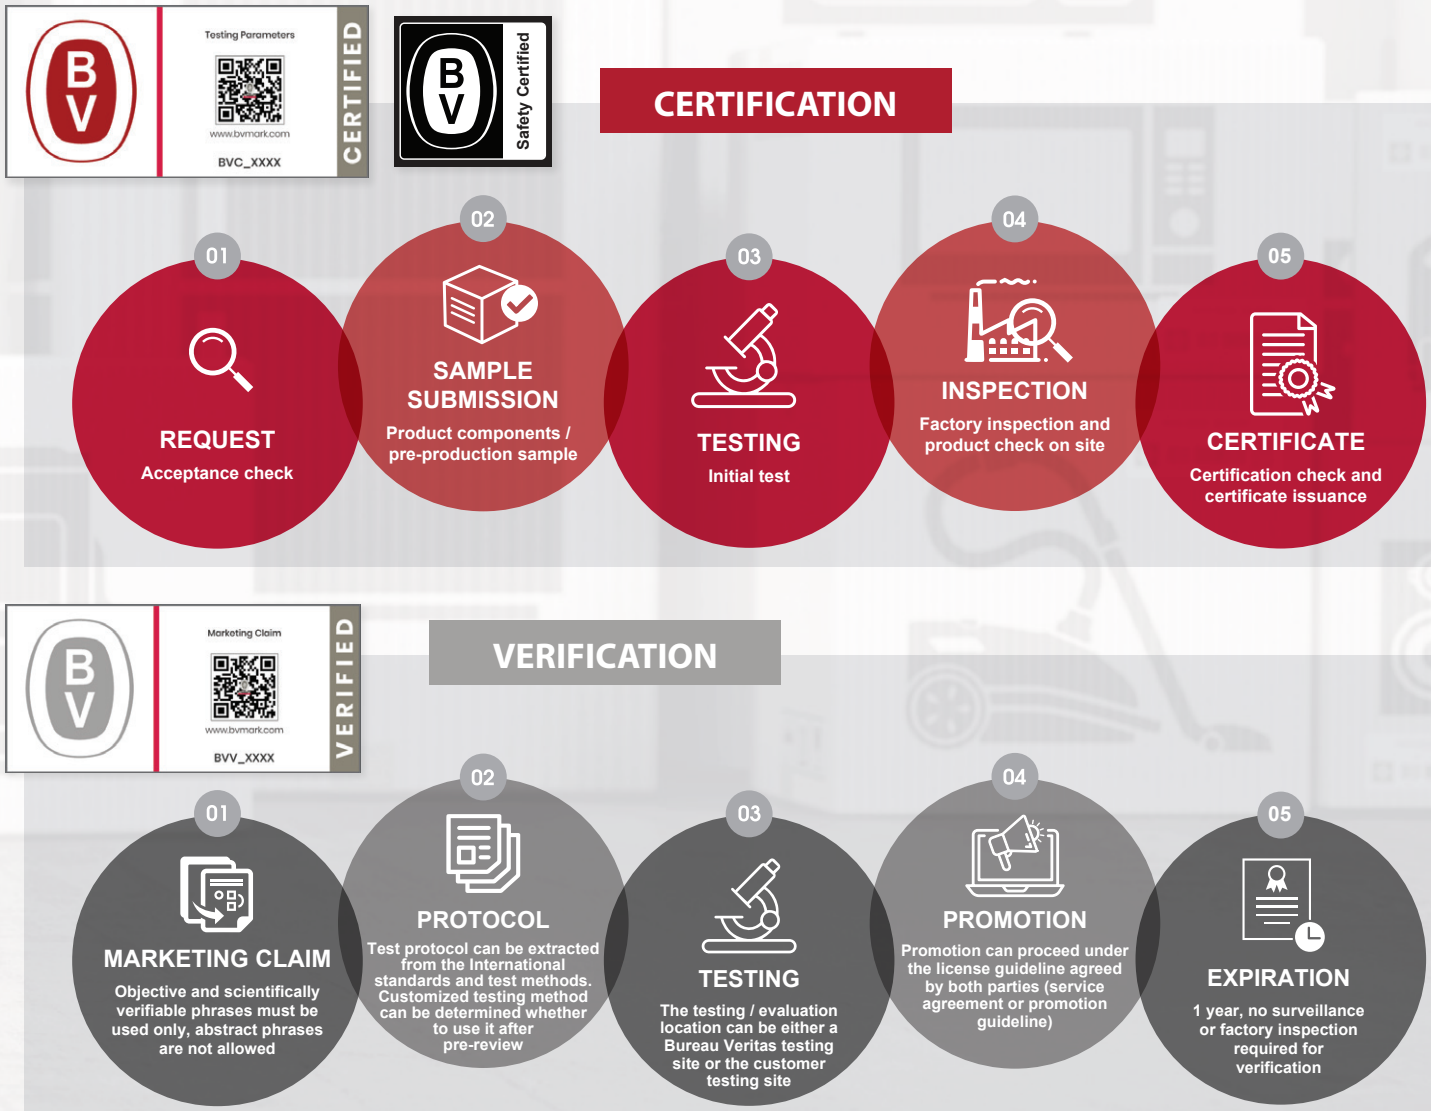 B
V
Testing Parameters
www.bvmark.com
BVC_XXXX
CERTIFIED
B
V
Safety Certified
CERTIFICATION
01
REQUEST
Acceptance check
02
SAMPLE
SUBMISSION
Product components /
pre-production sample
03
TESTING
Initial test
04
INSPECTION
Factory inspection and
product check on site
05
CERTIFICATE
Certification check and
certificate issuance
B
V
Marketing Claim
www.bvmark.com
BVV_XXXX
VERIFIED
VERIFICATION
01
MARKETING CLAIM
Objective and scientifically
verifiable phrases must be
used only, abstract phrases
are not allowed
02
PROTOCOL
Test protocol can be extracted
from the International
standards and test methods.
Customized testing method
can be determined whether
to use it after
pre-review
03
TESTING
The testing / evaluation
location can be either a
Bureau Veritas testing
site or the customer
testing site
04
PROMOTION
Promotion can proceed under
the license guideline agreed
by both parties (service
agreement or promotion
guideline)
05
EXPIRATION
1 year, no surveillance
or factory inspection
required for
verification